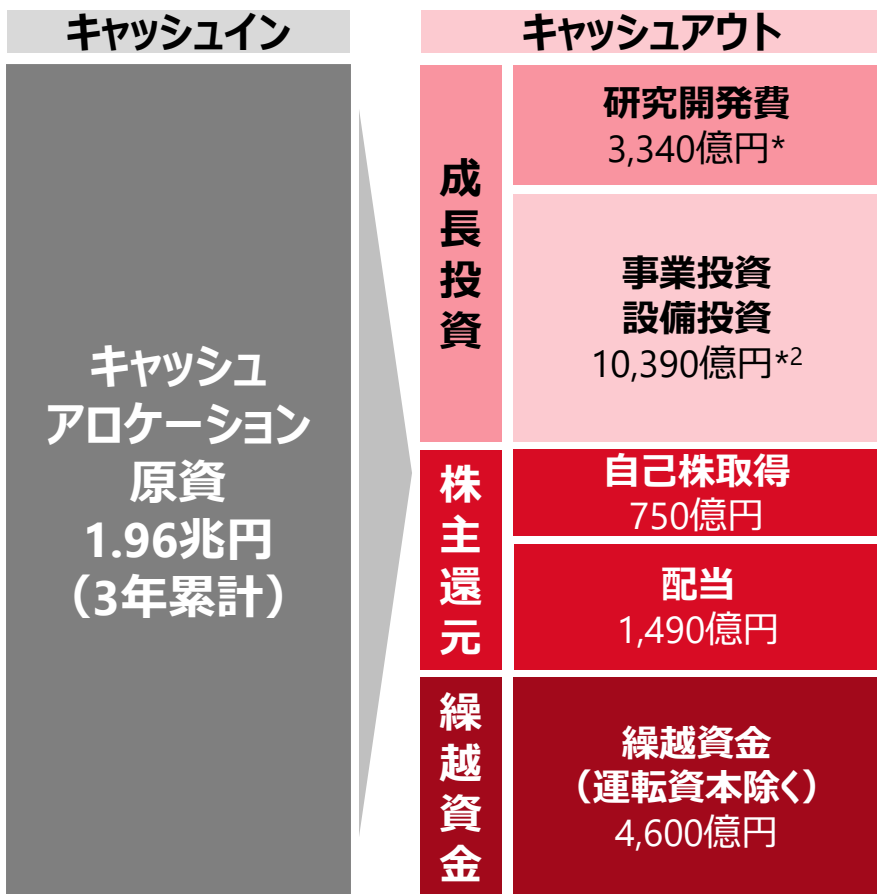 キャッシュイン
キャッシュ
アロケーション
原資
1.96兆円
（3年累計）
キャッシュアウト
成長投資
研究開発費
3,340億円*
事業投資
設備投資
10,390億円*2
株主還元
自己株取得
750億円
配当
1,490億円
繰越資金
繰越資金
（運転資本除く）
4,600億円